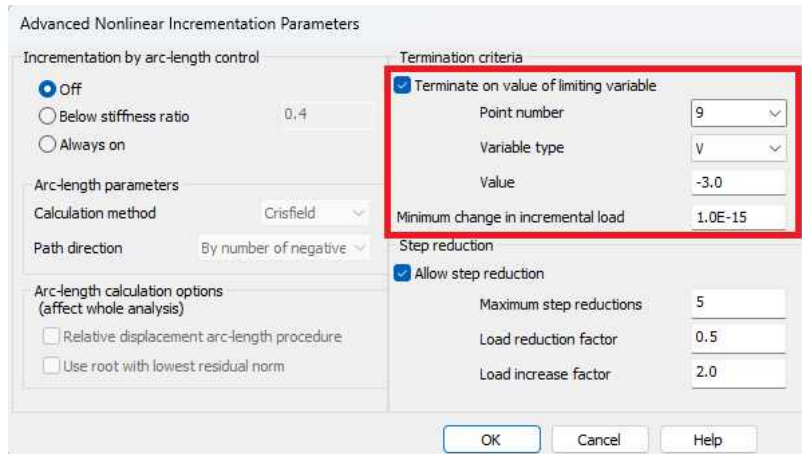 Advanced Nonlinear Incrementation Parameters
Incrementation by arc-length control
Off
Below stiffness ratio 0.4
Always on
Arc-length parameters
Calculation method Crisfield
Path direction By number of negative
Arc-length calculation options
(affect whole analysis)
Relative displacement arc-length procedure
Use root with lowest residual norm
Termination criteria
Terminate on value of limiting variable
Point number 9
Variable type V
Value -3.0
Minimum change in incremental load 1.0E-15
Step reduction
Allow step reduction
Maximum step reductions 5
Load reduction factor 0.5
Load increase factor 2.0
OK Cancel Help